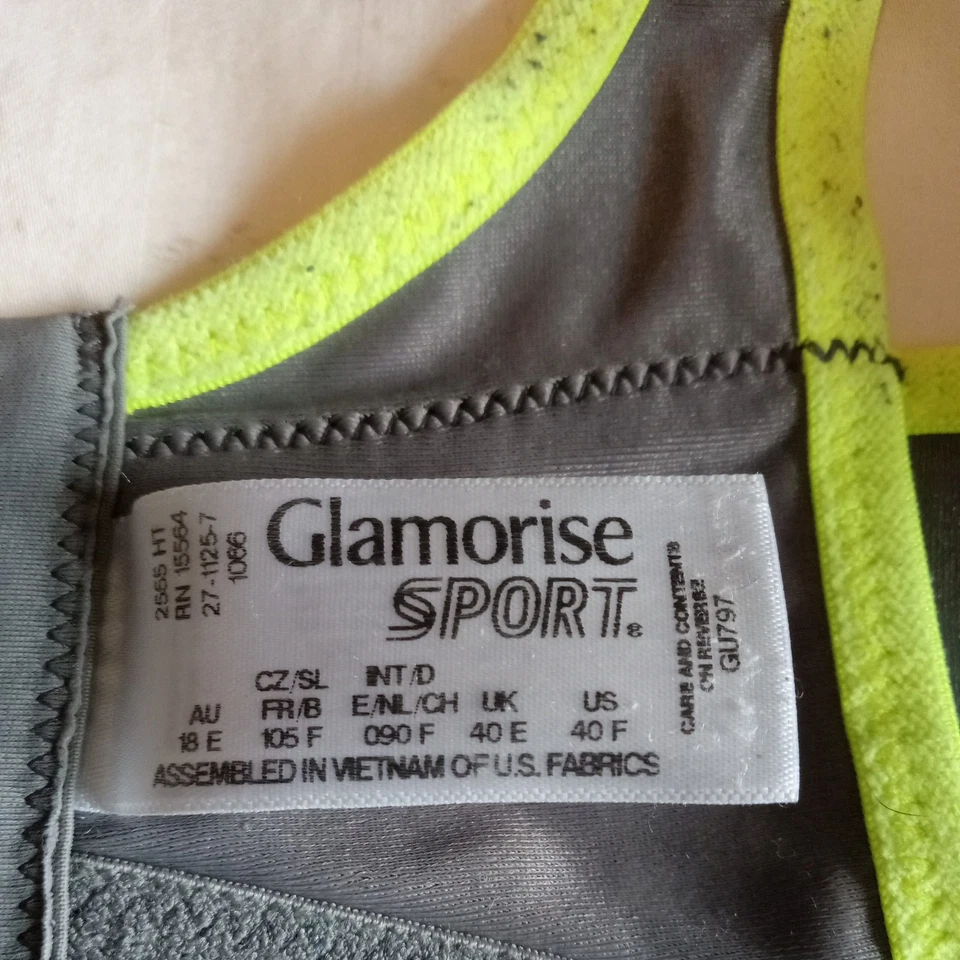 2565 H1
RN 15564
27-1125-7
1066
Glamorise
SPORT®
CZ/SL INT/D
AU FR/B E/NL/CH UK US
18 E 105 F 090 F 40 E 40 F
ASSEMBLED IN VIETNAM OF U.S. FABRICS
CARE AND CONTENTS
ON REVERSE
GU797